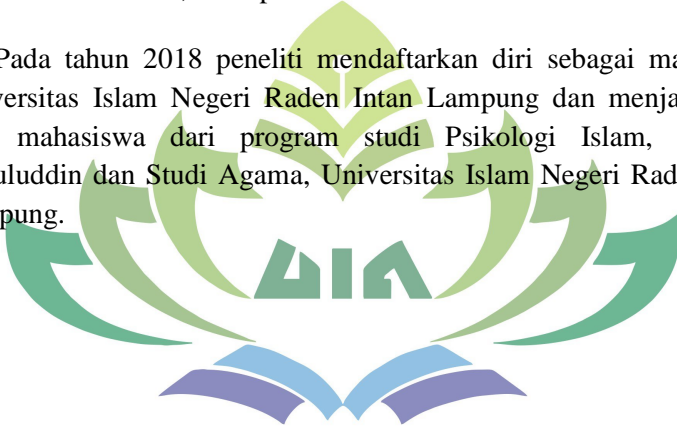 Pada tahun 2018 peneliti mendaftarkan diri sebagai ma
versitas Islam Negeri Raden Intan Lampung dan menja
mahasiswa dari program studi Psikologi Islam,
uluddin dan Studi Agama, Universitas Islam Negeri Rad
pung.
UIN